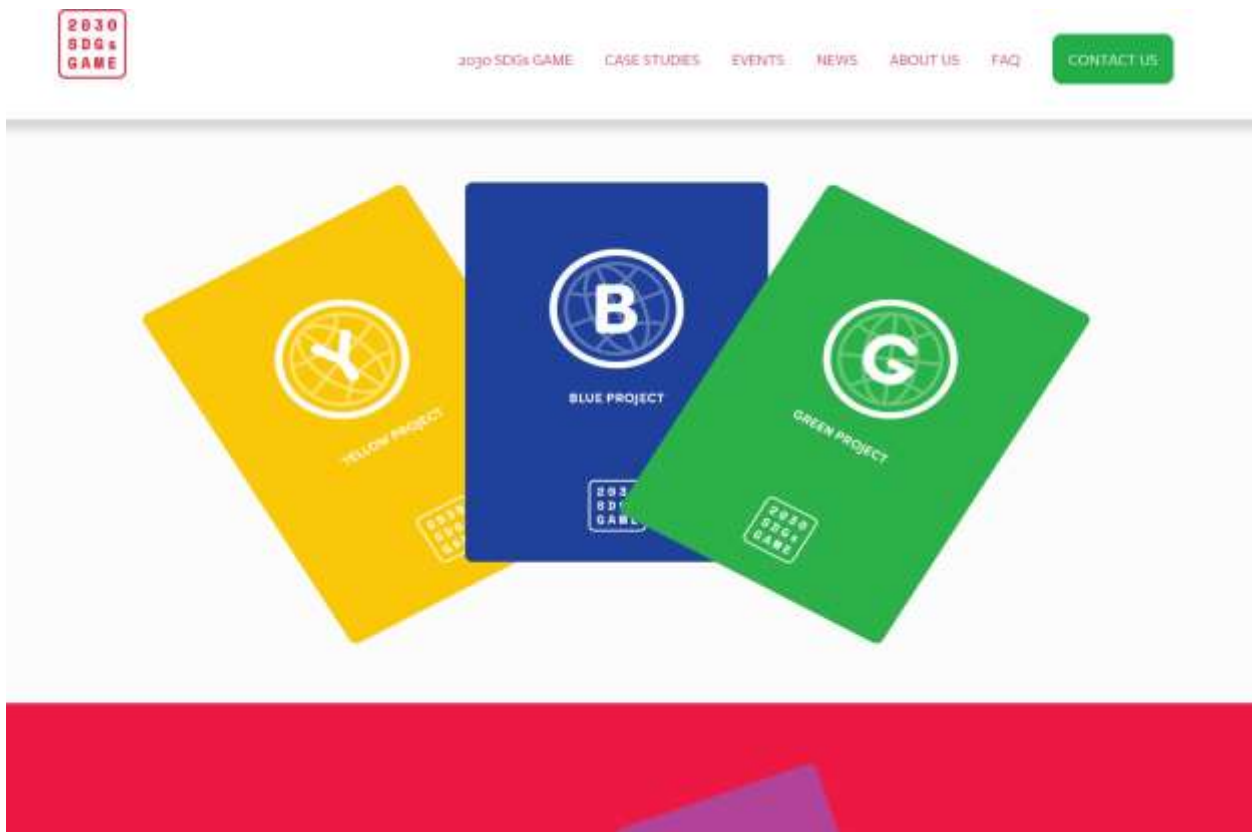 2030
SDGs
GAME
2030 SDGs GAME
CASE STUDIES
EVENTS
NEWS
ABOUT US
FAQ
CONTACT US
Y
YELLOW PROJECT
B
BLUE PROJECT
G
GREEN PROJECT
GAME
2030
SDGs
GAME